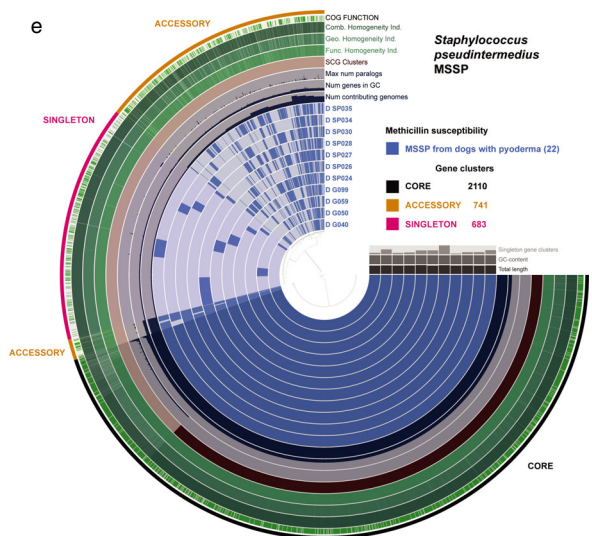 e
ACCESSORY
COG FUNCTION
Comb. Homogeneity Ind.
Geo. Homogeneity Ind.
Func. Homogeneity Ind.
SCG Clusters
Max num paralogs
Num genes in GC
Num contributing genomes
D SP035
D SP034
D SP030
D SP028
D SP027
D SP026
D SP024
D G099
D G059
D G050
D G040
Staphylococcus
pseudintermedius
MSSP
SINGLETON
Methicillin susceptibility
MSSP from dogs with pyoderma (22)
Gene clusters
CORE 2110
ACCESSORY 741
SINGLETON 683
Singleton gene clusters
GC-content
Total length
ACCESSORY
CORE